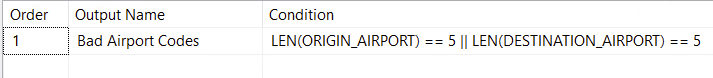 Order Output Name Condition
1 Bad Airport Codes LEN(ORIGIN_AIRPORT) == 5 || LEN(DESTINATION_AIRPORT) == 5